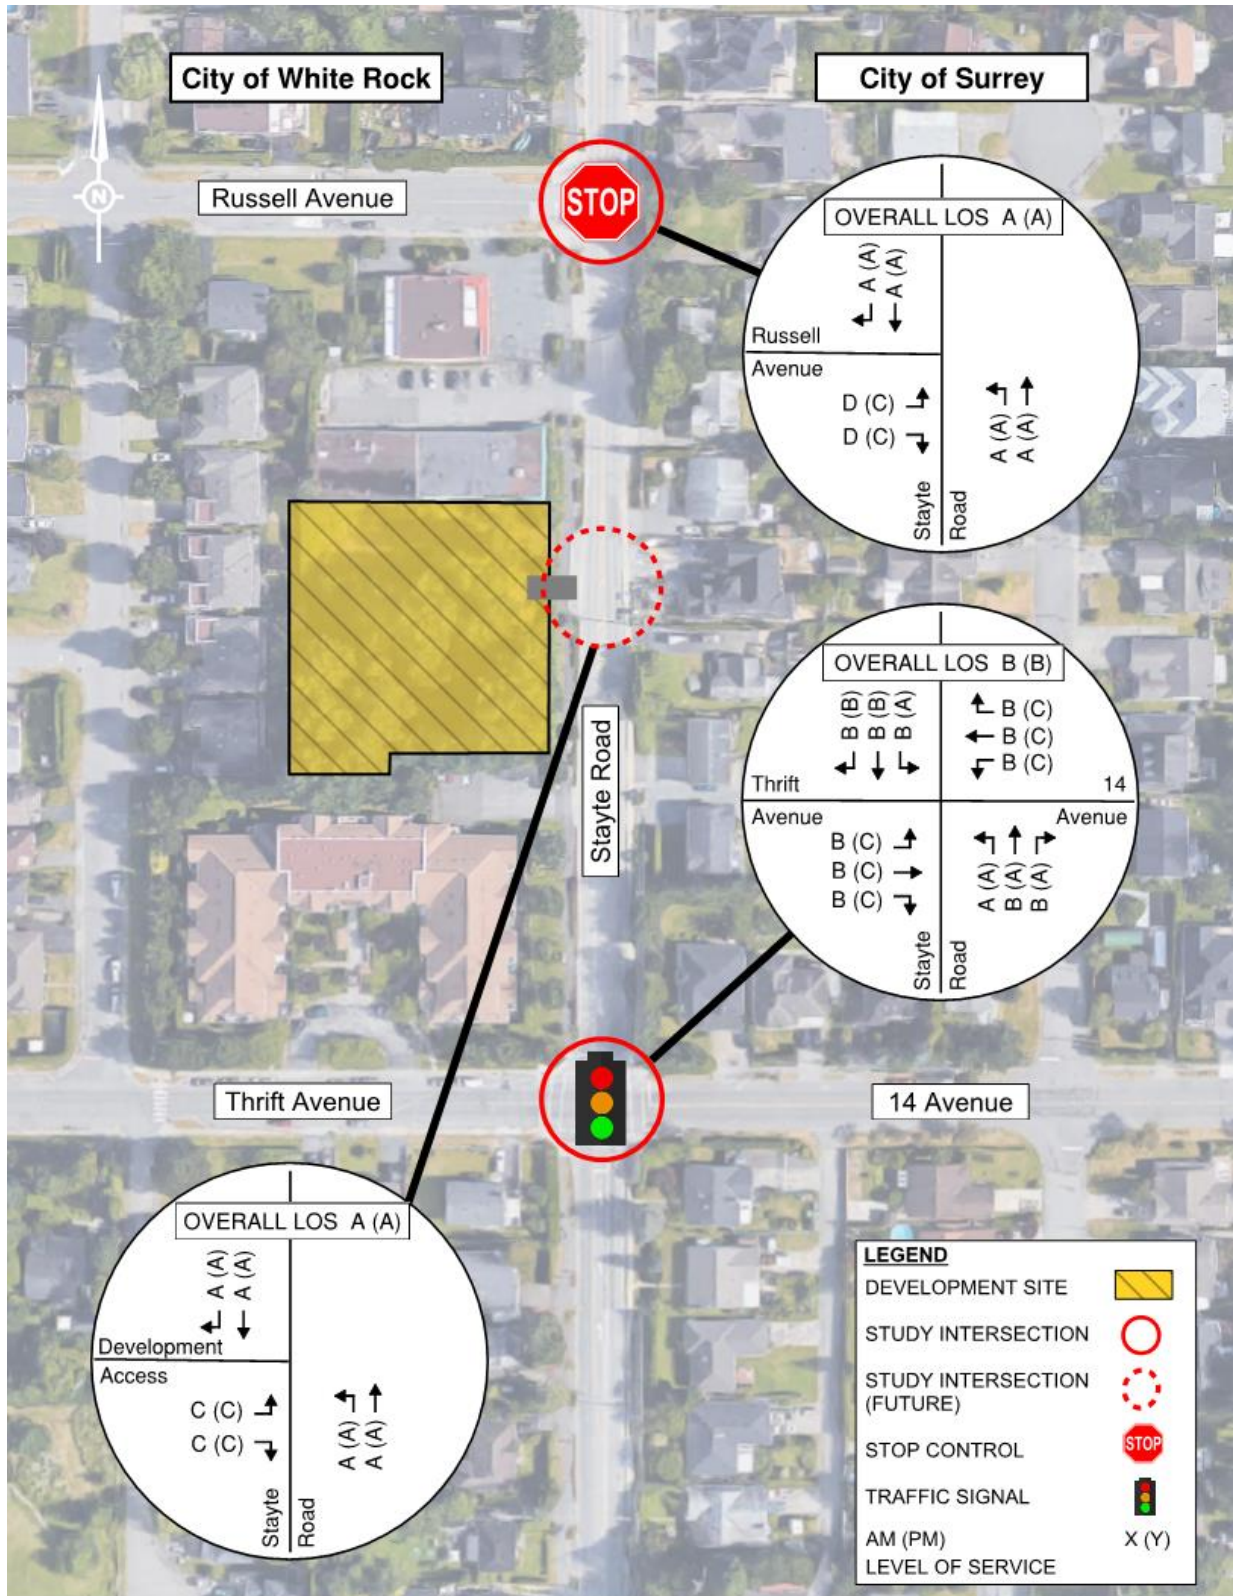 City of White Rock
City of Surrey
N
Russell Avenue
STOP
OVERALL LOS A (A)
A (A)
A (A)
Russell
Avenue
D (C)
D (C)
A (A)
A (A)
Stayte
Road
Stayte Road
OVERALL LOS B (B)
B (B)
B (B)
B (A)
B (C)
B (C)
B (C)
Thrift
14
Avenue
Avenue
B (C)
B (C)
B (C)
A (A)
B (A)
B (A)
Stayte
Road
Thrift Avenue
14 Avenue
OVERALL LOS A (A)
A (A)
A (A)
Development
Access
C (C)
C (C)
A (A)
A (A)
Stayte
Road
LEGEND
DEVELOPMENT SITE
STUDY INTERSECTION
STUDY INTERSECTION
(FUTURE)
STOP CONTROL
STOP
TRAFFIC SIGNAL
AM (PM) X (Y)
LEVEL OF SERVICE